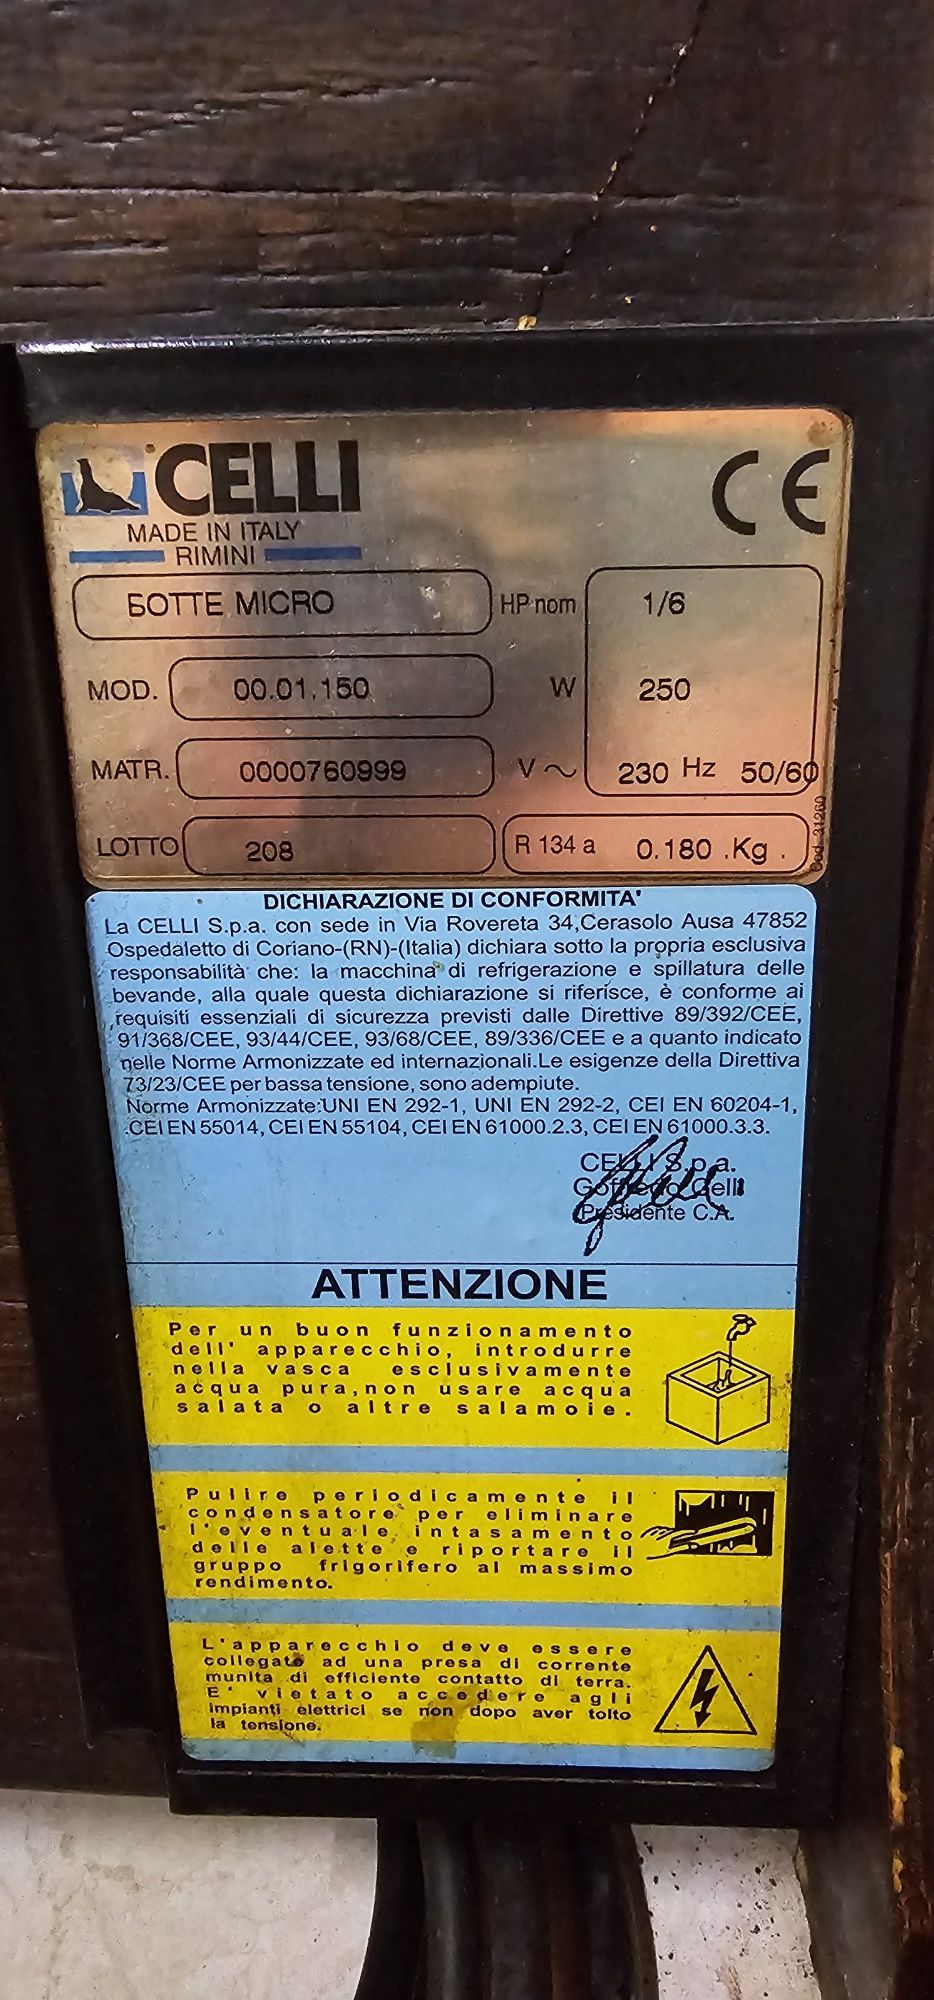 CELLI
MADE IN ITALY
RIMINI
CE
BOTTE MICRO
HP nom 1/6
MOD. 00.01.150
W 250
MATR. 0000760999
V~ 230 Hz 50/60
LOTTO 208
R 134 a 0.180 .Kg .
Cod. 31260
DICHIARAZIONE DI CONFORMITA'
La CELLI S.p.a. con sede in Via Rovereta 34,Cerasolo Ausa 47852
Ospedaletto di Coriano-(RN)-(Italia) dichiara sotto la propria esclusiva
responsabilità che: la macchina di refrigerazione e spillatura delle
bevande, alla quale questa dichiarazione si riferisce, è conforme ai
requisiti essenziali di sicurezza previsti dalle Direttive 89/392/CEE,
91/368/CEE, 93/44/CEE, 93/68/CEE, 89/336/CEE e a quanto indicato
nelle Norme Armonizzate ed internazionali.Le esigenze della Direttiva
73/23/CEE per bassa tensione, sono adempiute.
Norme Armonizzate:UNI EN 292-1, UNI EN 292-2, CEI EN 60204-1,
CEI EN 55014, CEI EN 55104, CEI EN 61000.2.3, CEI EN 61000.3.3.
CELLI S.p.a.
Goffredo Celli
Presidente C.A.
ATTENZIONE
Per un buon funzionamento
dell' apparecchio, introdurre
nella vasca esclusivamente
acqua pura,non usare acqua
salata o altre salamoie.
Pulire periodicamente il
condensatore per eliminare
l'eventuale intasamento
delle alette e riportare il
gruppo frigorifero al massimo
rendimento.
L'apparecchio deve essere
collegato ad una presa di corrente
munita di efficiente contatto di terra.
E' vietato accedere agli
impianti elettrici se non dopo aver tolto
la tensione.